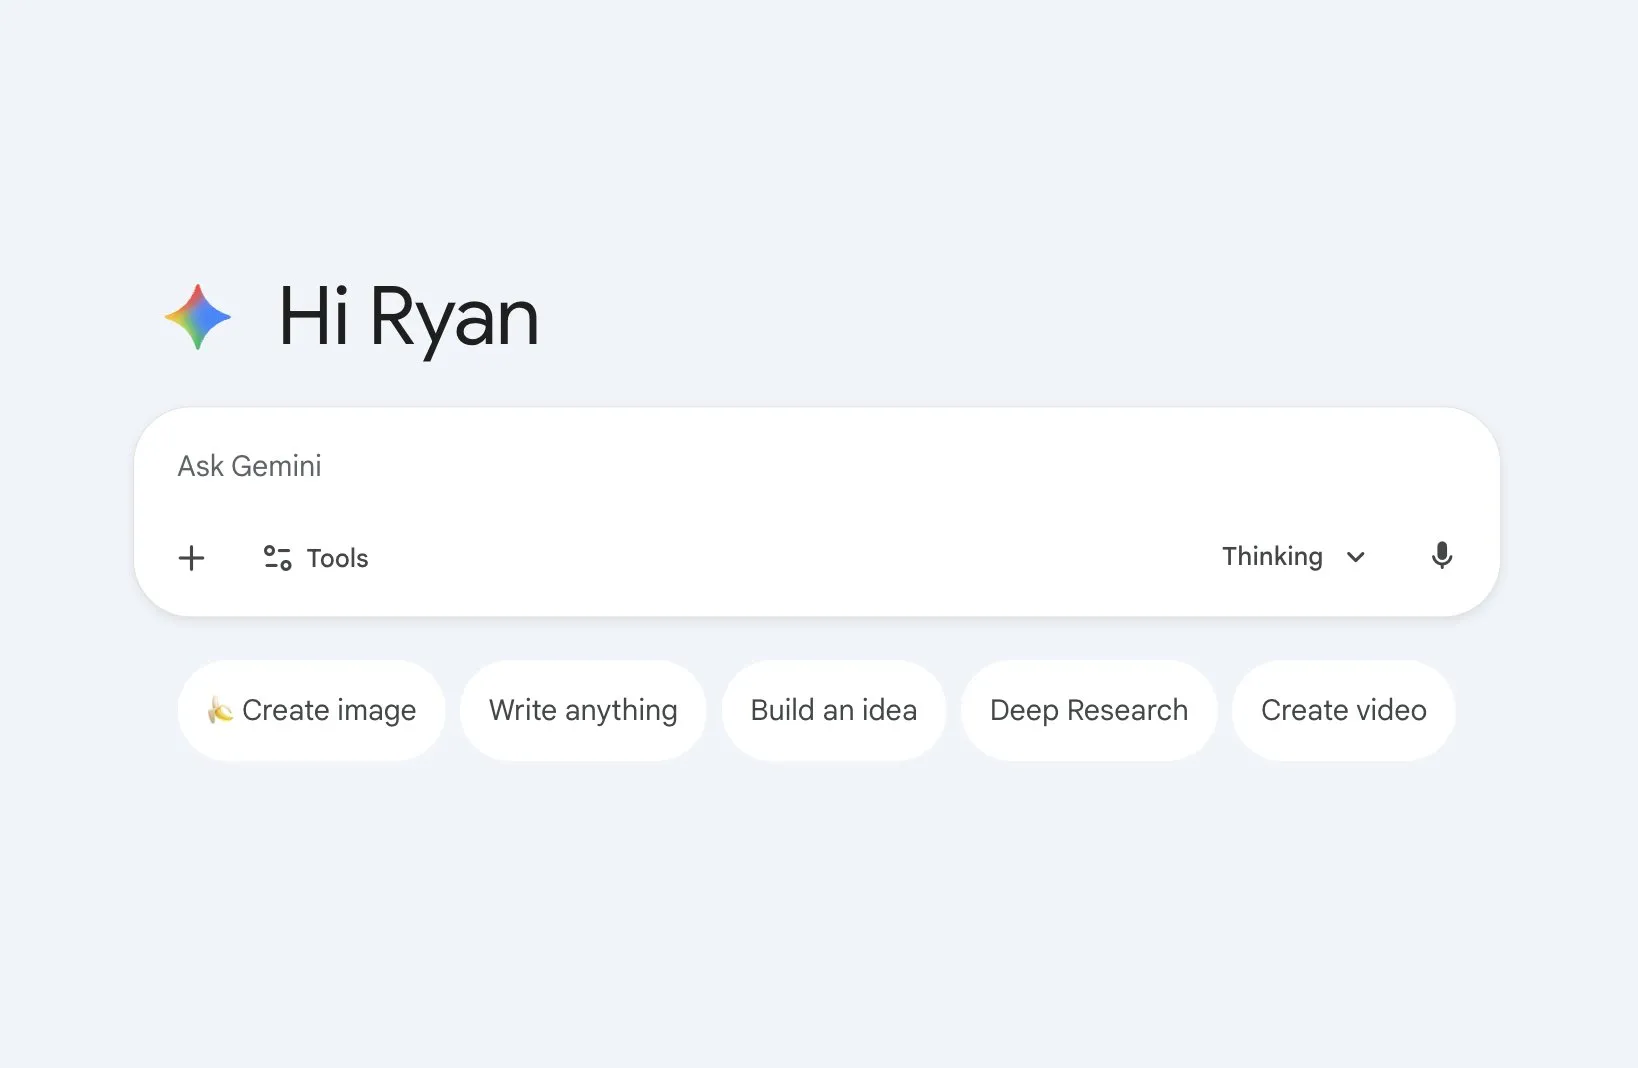 Hi Ryan
Ask Gemini
Tools
Thinking
Create image
Write anything
Build an idea
Deep Research
Create video